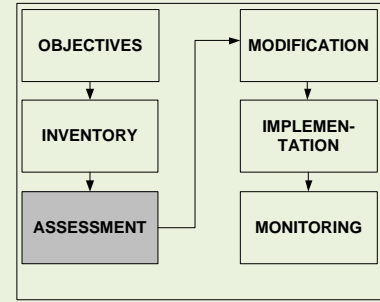 OBJECTIVES
INVENTORY
ASSESSMENT
MODIFICATION
IMPLEMEN-
TATION
MONITORING